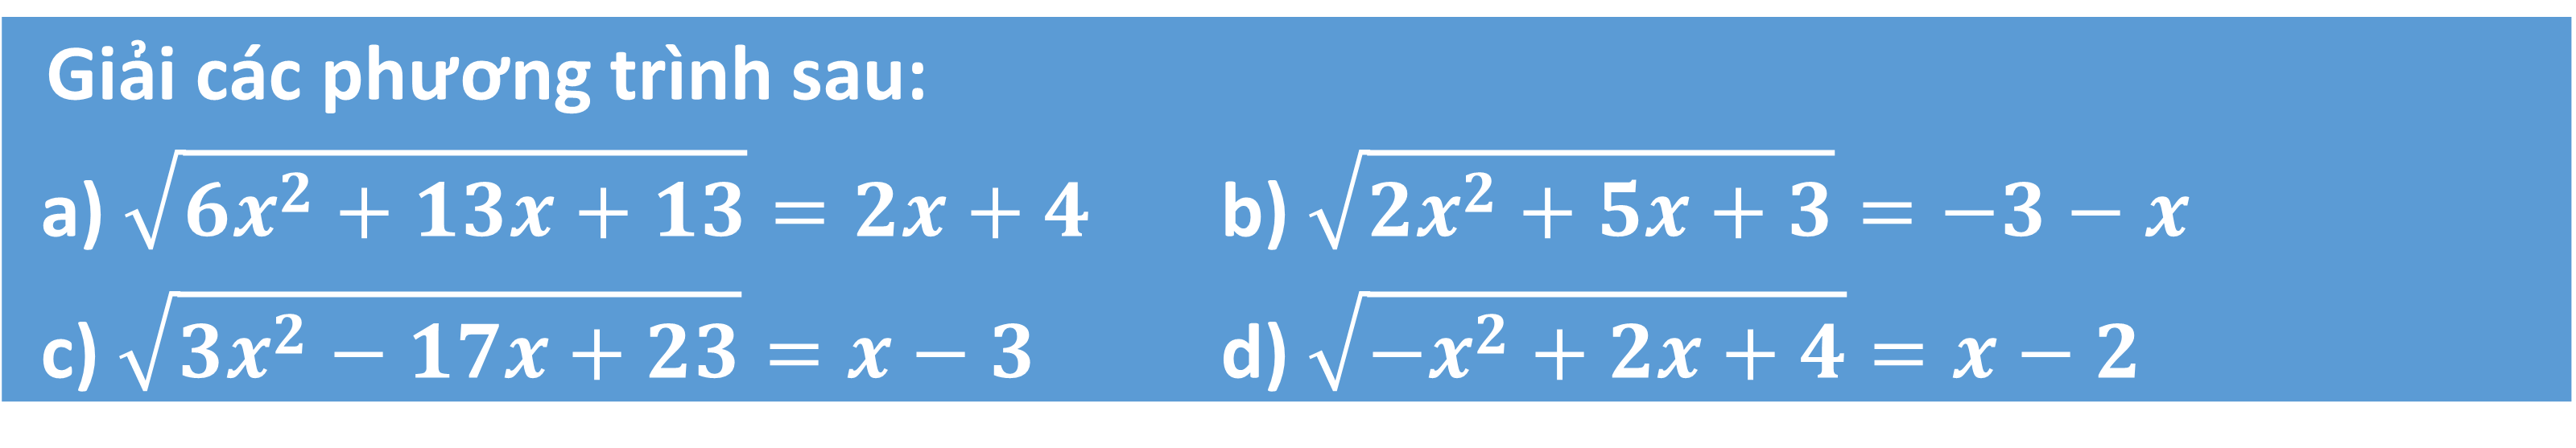 Giải các phương trình sau:
a) √(6x² + 13x + 13) = 2x + 4 b) √(2x² + 5x + 3) = −3 − x
c) √(3x² − 17x + 23) = x − 3 d) √(−x² + 2x + 4) = x − 2